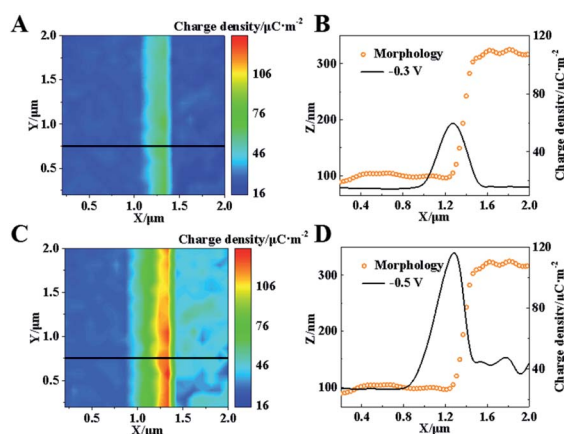 A
Charge density/μC·m⁻²
2.0
1.5
1.0
0.5
Y/μm
106
76
46
16
0.5 1.0 1.5 2.0
X/μm
B
Morphology
−0.3 V
300
200
100
Z/nm
120
80
40
Charge density/μC·m⁻²
0.4 0.8 1.2 1.6 2.0
X/μm
C
Charge density/μC·m⁻²
2.0
1.5
1.0
0.5
Y/μm
106
76
46
16
0.5 1.0 1.5 2.0
X/μm
D
Morphology
−0.5 V
300
200
100
Z/nm
120
80
40
Charge density/μC·m⁻²
0.4 0.8 1.2 1.6 2.0
X/μm